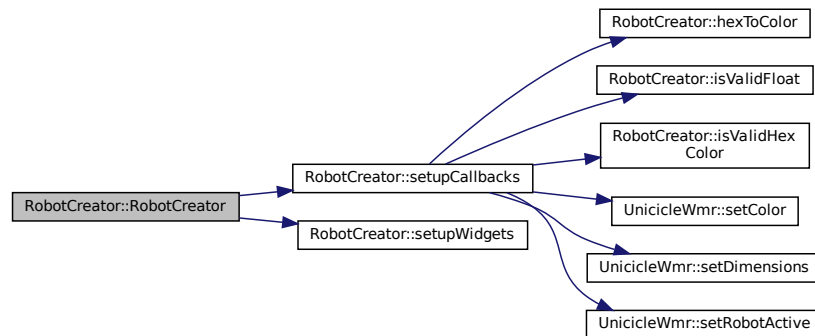 RobotCreator::RobotCreator
RobotCreator::setupCallbacks
RobotCreator::setupWidgets
RobotCreator::hexToColor
RobotCreator::isValidFloat
RobotCreator::isValidHex
Color
UnicicleWmr::setColor
UnicicleWmr::setDimensions
UnicicleWmr::setRobotActive